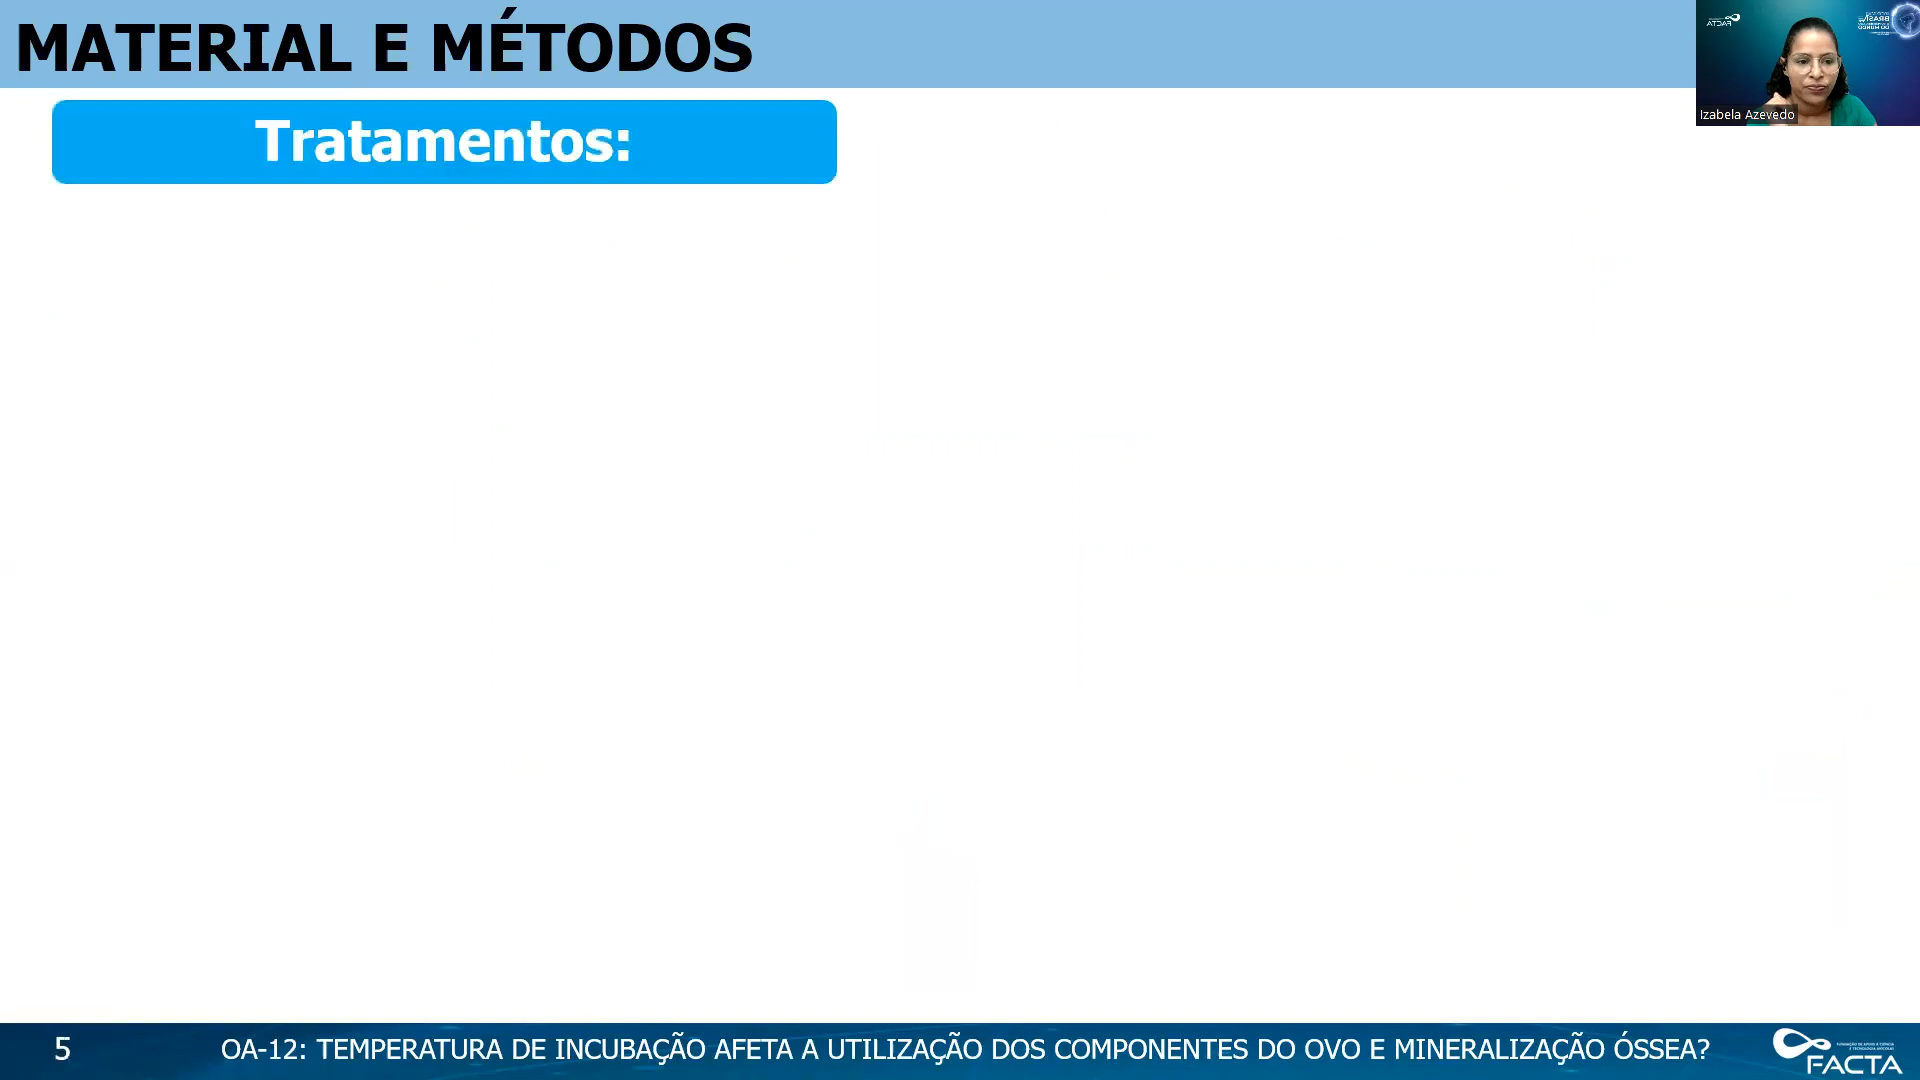 MATERIAL E MÉTODOS
Izabela Azevedo
Tratamentos:
5
OA-12: TEMPERATURA DE INCUBAÇÃO AFETA A UTILIZAÇÃO DOS COMPONENTES DO OVO E MINERALIZAÇÃO ÓSSEA?
FACTA